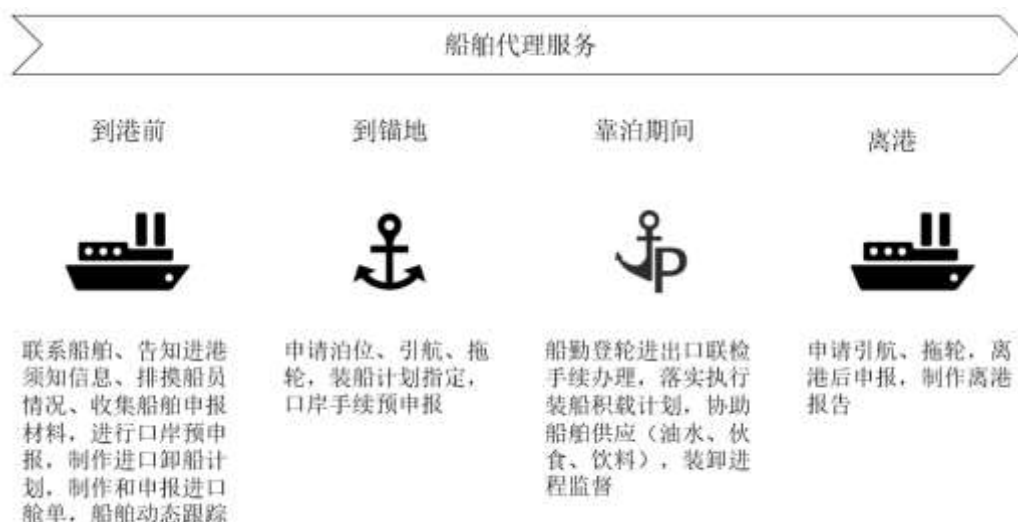 船舶代理服务
到港前
到锚地
靠泊期间
离港
联系船舶、告知进港
须知信息、排摸船员
情况、收集船舶申报
材料，进行口岸预申
报，制作进口卸船计
划，制作和申报进口
舱单，船舶动态跟踪
申请泊位、引航、拖
轮，装船计划指定，
口岸手续预申报
船勤登轮进出口联检
手续办理，落实执行
装船积载计划，协助
船舶供应（油水、伙
食、饮料），装卸进
程监督
申请引航、拖轮，离
港后申报，制作离港
报告